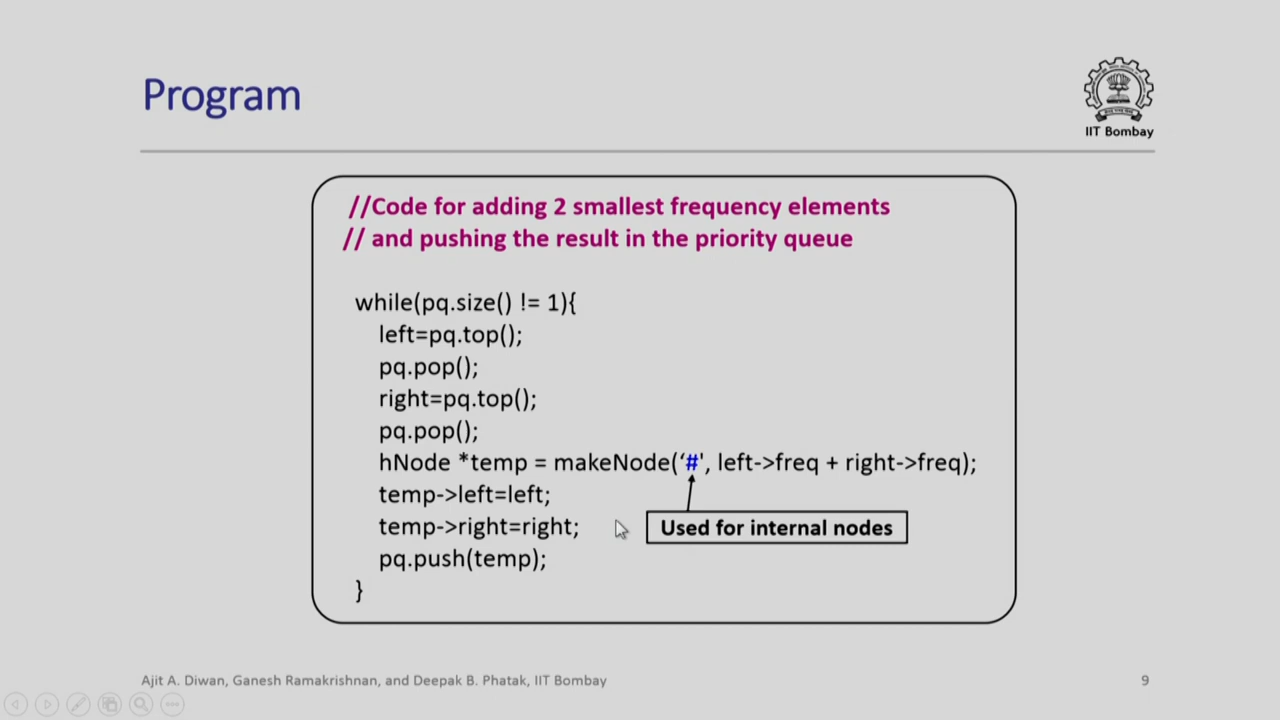 Program
IIT Bombay
//Code for adding 2 smallest frequency elements
// and pushing the result in the priority queue
while(pq.size() != 1){
left=pq.top();
pq.pop();
right=pq.top();
pq.pop();
hNode *temp = makeNode(‘#', left->freq + right->freq);
temp->left=left;
temp->right=right;
Used for internal nodes
pq.push(temp);
}
Ajit A. Diwan, Ganesh Ramakrishnan, and Deepak B. Phatak, IIT Bombay
9